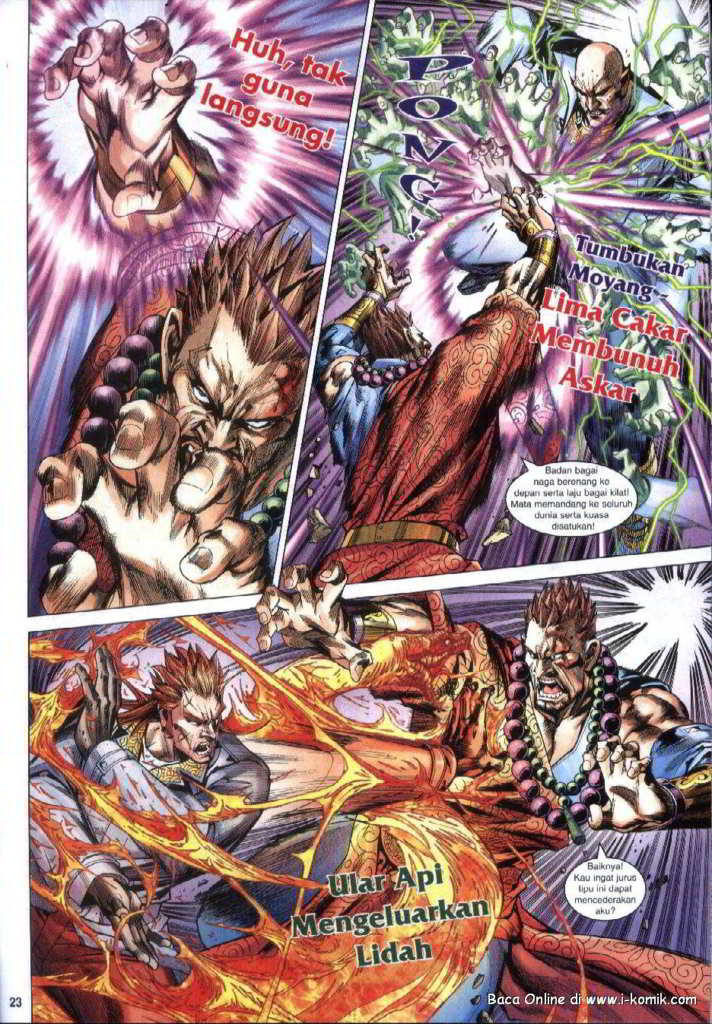 Huh, tak
guna
langsung!
PONG!
Tumbukan
Moyang -
Lima Cakar
Membunuh
Askar
Badan bagai
naga berenang ke
depan serta laju bagai kilat!
Mata memandang ke seluruh
dunia serta kuasa
disatukan!
Ular Api
Mengeluarkan
Lidah
Baiknya!
Kau ingat jurus
tipu ini dapat
mencederakan
aku?
23
Baca Online di www.i-komik.com